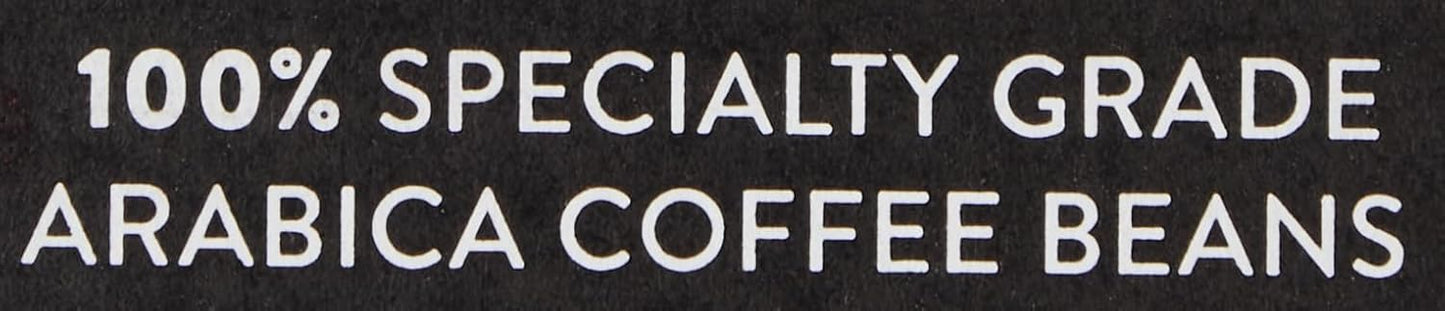 100% SPECIALTY GRADE
ARABICA COFFEE BEANS